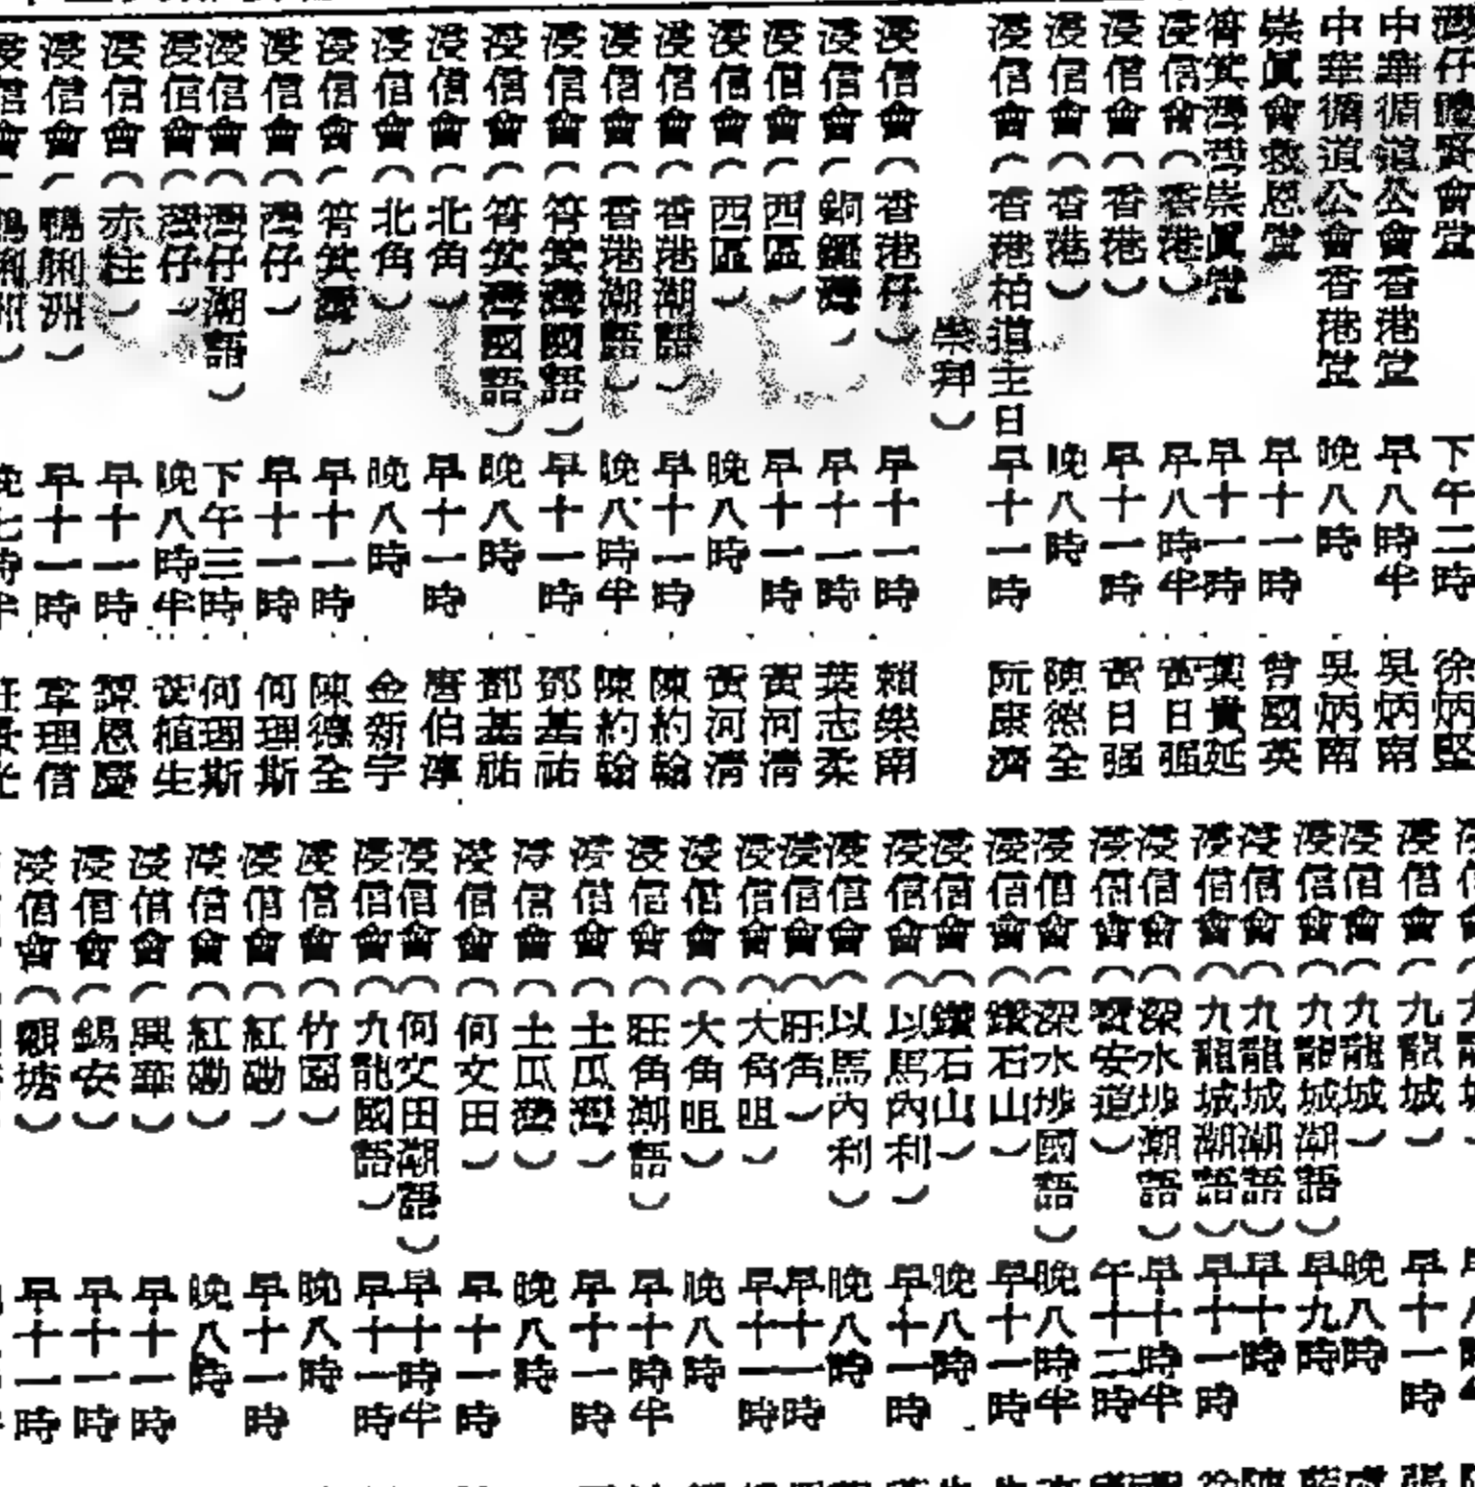 灣仔體賢會堂 下午二時 徐炳堅
中華循道公會香港堂 早八時半 吳炳南
中華循道公會香港堂 晚八時 吳炳南
崇眞會救恩堂 早十一時 曾國英
筲箕灣崇眞堂 早十一時 葉貴延
浸信會（香港） 早八時半 黃日强
浸信會（香港） 早十一時 黃日强
浸信會（香港） 晚八時 陳德全
浸信會（香港柏道主日 早十一時 阮康濟
崇拜）
浸信會（香港仔） 早十一時 賴樂南
浸信會（銅鑼灣） 早十一時 葉志柔
浸信會（西區） 早十一時 黃河清
浸信會（西區） 晚八時 黃河清
浸信會（香港潮語） 早十一時 陳約翰
浸信會（香港潮語） 晚八時半 陳約翰
浸信會（筲箕灣國語） 早十一時 鄧基祐
浸信會（筲箕灣國語） 晚八時 鄧基祐
浸信會（北角） 早十一時 唐伯淳
浸信會（北角） 晚八時 金新宇
浸信會（筲箕灣） 早十一時 陳德全
浸信會（灣仔） 早十一時 何理斯
浸信會（灣仔潮語） 下午三時 何理斯
浸信會（灣仔） 晚八時半 植生
浸信會（赤柱） 早十一時 譚恩慶
浸信會（鴨脷洲） 早十一時 韋理信
浸信會（鴨脷洲） 晚七時半
浸信會（九龍城） 早十一時
浸信會（九龍城） 晚八時
浸信會（九龍城潮語） 早九時
浸信會（九龍城潮語） 早十時
浸信會（九龍城潮語） 早十一時
浸信會（深水埗潮語） 早十時半
浸信會（寶安道） 午十二時
浸信會（深水埗國語） 晚八時半
浸信會（鑽石山） 早十一時
浸信會（鑽石山） 晚八時
浸信會（以馬內利） 早十一時
浸信會（以馬內利） 晚八時
浸信會（旺角） 早十一時
浸信會（大角咀） 早十一時
浸信會（大角咀） 晚八時
浸信會（旺角潮語） 早十時半
浸信會（土瓜灣） 早十一時
浸信會（土瓜灣） 晚八時
浸信會（何文田） 早十一時
浸信會（何文田潮語） 早十時半
浸信會（九龍國語） 早十一時
浸信會（竹園） 晚八時
浸信會（紅磡） 早十一時
浸信會（紅磡） 晚八時
浸信會（興華） 早十一時
浸信會（錫安） 早十一時
浸信會（觀塘） 早十一時